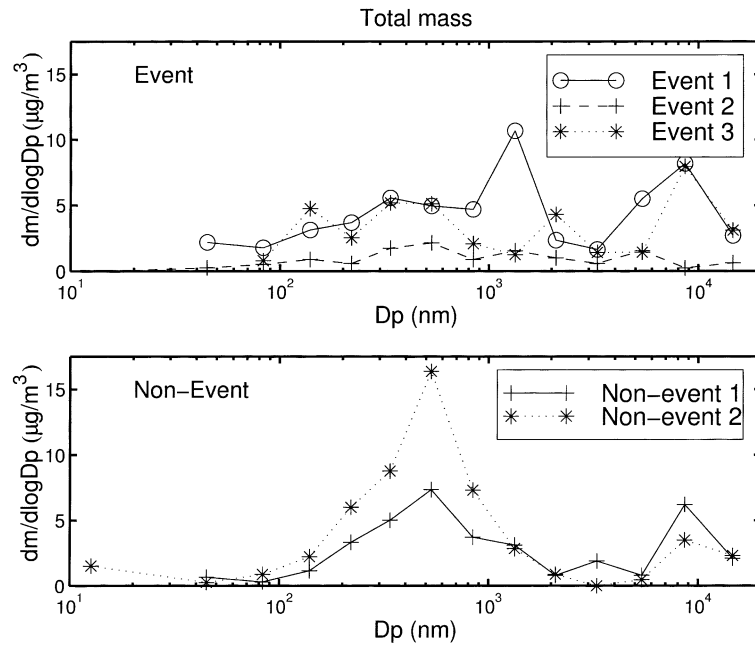 Total mass
Event
Event 1
Event 2
Event 3
dm/dlogDp (μg/m³)
15
10
5
0
10¹ 10² 10³ 10⁴
Dp (nm)
Non−Event
Non−event 1
Non−event 2
dm/dlogDp (μg/m³)
15
10
5
0
10¹ 10² 10³ 10⁴
Dp (nm)